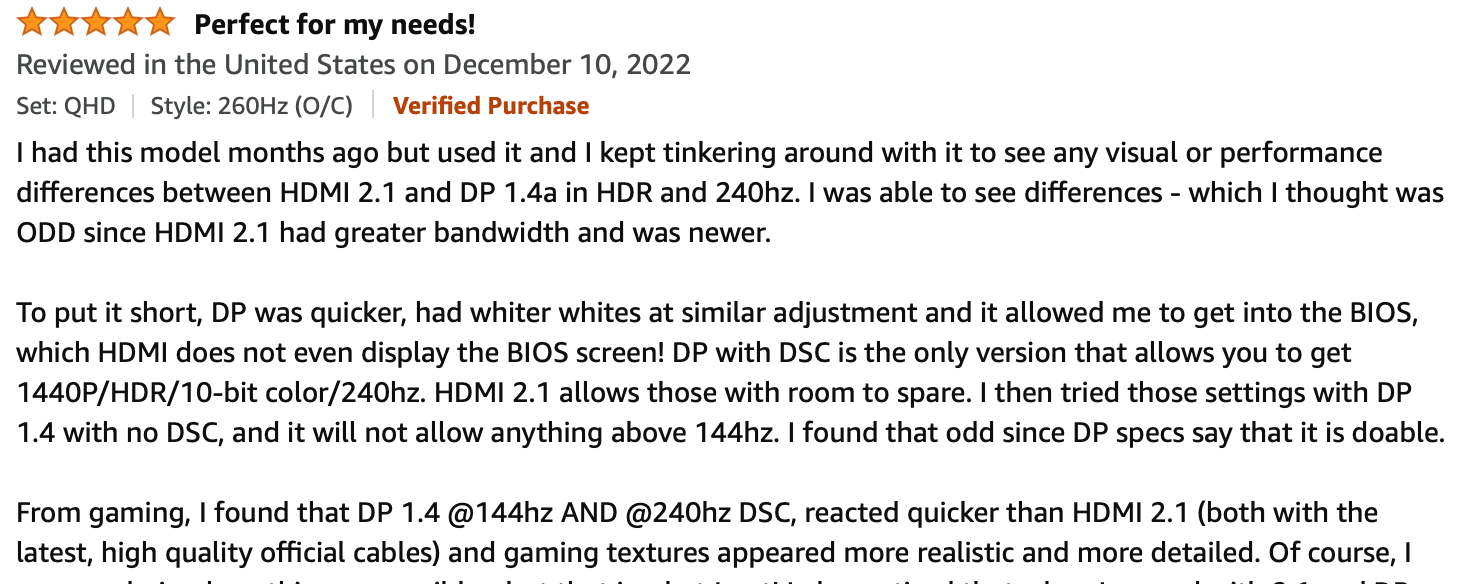 Perfect for my needs!
Reviewed in the United States on December 10, 2022
Set: QHD | Style: 260Hz (O/C) | Verified Purchase
I had this model months ago but used it and I kept tinkering around with it to see any visual or performance
differences between HDMI 2.1 and DP 1.4a in HDR and 240hz. I was able to see differences - which I thought was
ODD since HDMI 2.1 had greater bandwidth and was newer.
To put it short, DP was quicker, had whiter whites at similar adjustment and it allowed me to get into the BIOS,
which HDMI does not even display the BIOS screen! DP with DSC is the only version that allows you to get
1440P/HDR/10-bit color/240hz. HDMI 2.1 allows those with room to spare. I then tried those settings with DP
1.4 with no DSC, and it will not allow anything above 144hz. I found that odd since DP specs say that it is doable.
From gaming, I found that DP 1.4 @144hz AND @240hz DSC, reacted quicker than HDMI 2.1 (both with the
latest, high quality official cables) and gaming textures appeared more realistic and more detailed. Of course, I